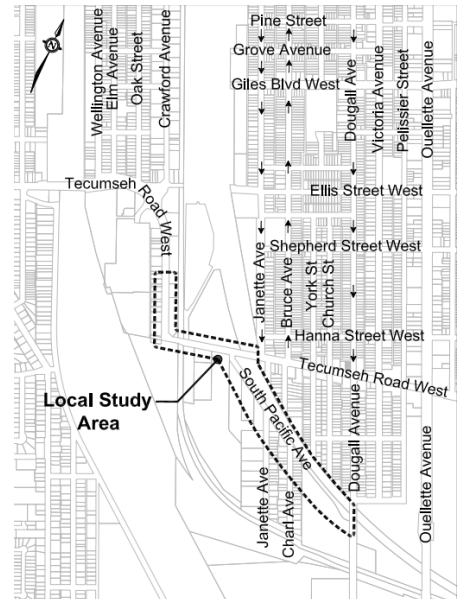 Pine Street
Grove Avenue
Giles Blvd West
Wellington Avenue
Elm Avenue
Oak Street
Crawford Avenue
Dougall Ave
Victoria Avenue
Pelissier Street
Ouellette Avenue
Tecumseh Road West
Ellis Street West
Shepherd Street West
Janette Ave
Bruce Ave
York St
Church St
Hanna Street West
Tecumseh Road West
Local Study
Area
South Pacific Ave
Dougall Avenue
Ouellette Avenue
Janette Ave
Charl Ave